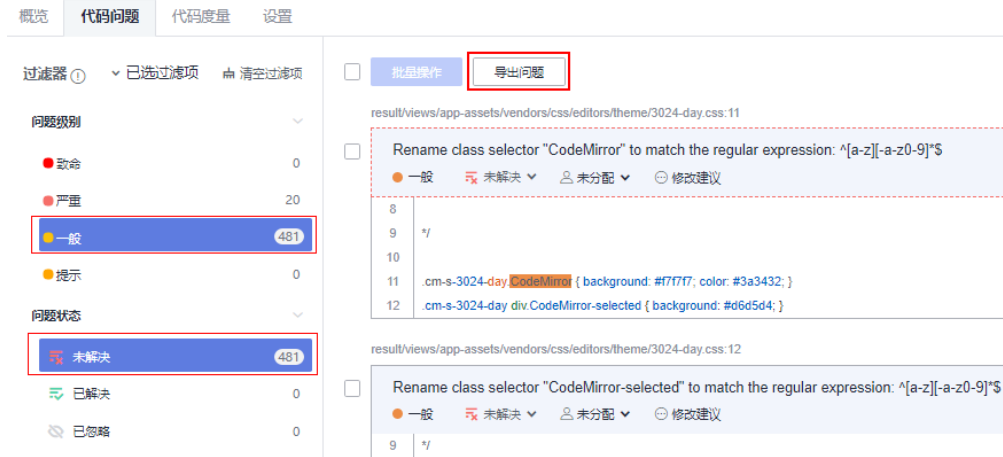 概览 代码问题 代码度量 设置
过滤器 已选过滤项 清空过滤项
问题级别
致命 0
严重 20
一般 481
提示 0
问题状态
未解决 481
已解决 0
已忽略 0
批量操作 导出问题
result/views/app-assets/vendors/css/editors/theme/3024-day.css:11
Rename class selector "CodeMirror" to match the regular expression: ^[a-z][-a-z0-9]*$
一般 未解决 未分配 修改建议
8
9 */
10
11 .cm-s-3024-day.CodeMirror { background: #f7f7f7; color: #3a3432; }
12 .cm-s-3024-day div.CodeMirror-selected { background: #d6d5d4; }
result/views/app-assets/vendors/css/editors/theme/3024-day.css:12
Rename class selector "CodeMirror-selected" to match the regular expression: ^[a-z][-a-z0-9]*$
一般 未解决 未分配 修改建议
9 */